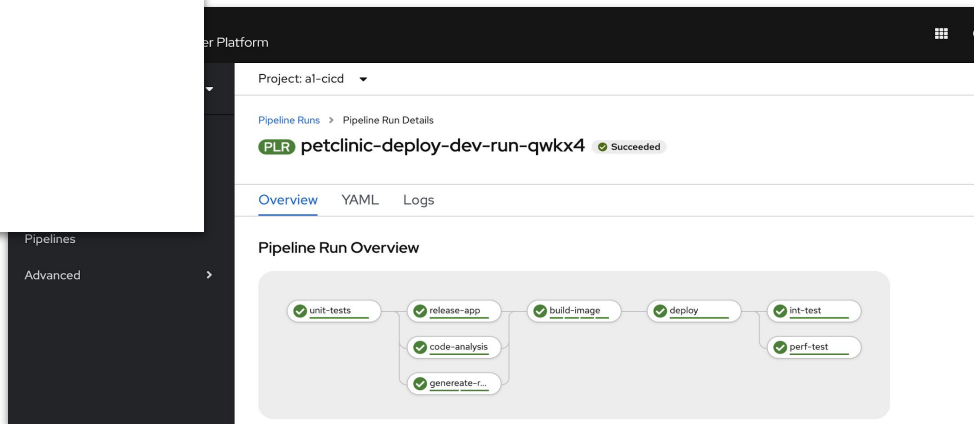 er Platform
Project: a1-cicd
Pipeline Runs > Pipeline Run Details
PLR petclinic-deploy-dev-run-qwkx4 Succeeded
Overview YAML Logs
Pipelines
Pipeline Run Overview
Advanced
unit-tests release-app build-image deploy int-test
code-analysis perf-test
genereate-r...